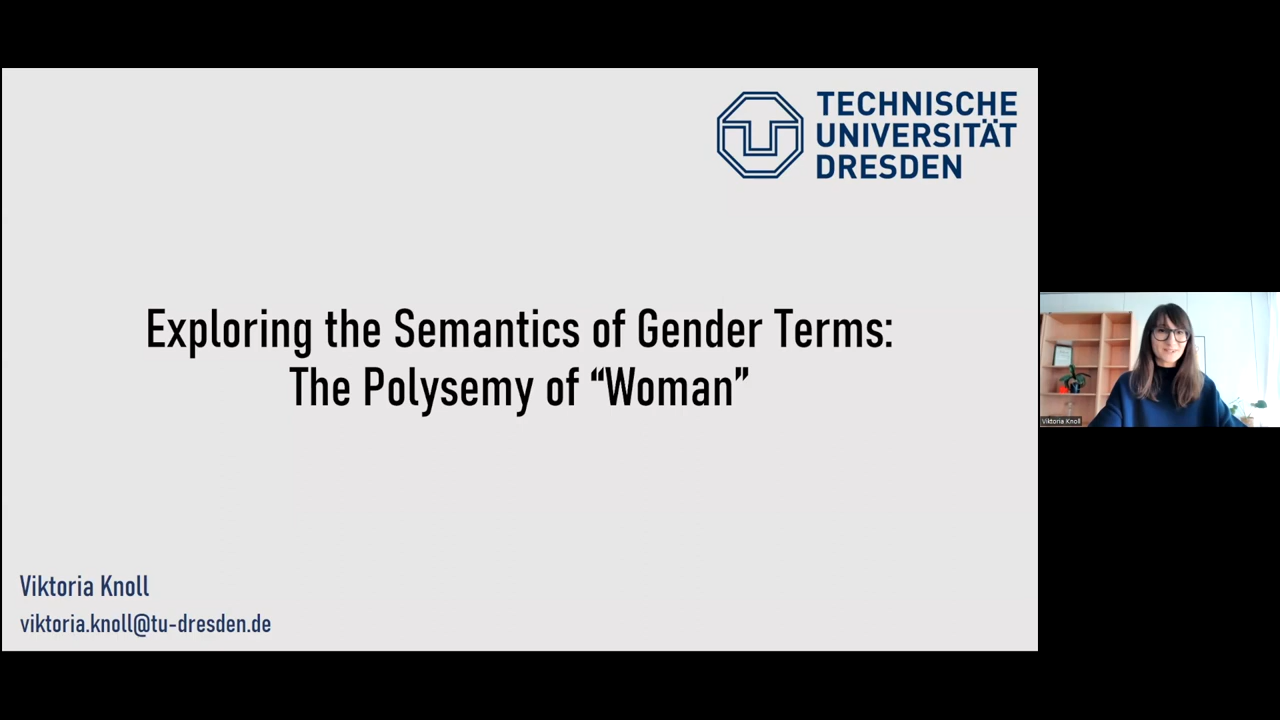 TECHNISCHE
UNIVERSITÄT
DRESDEN
Exploring the Semantics of Gender Terms:
The Polysemy of “Woman”
Viktoria Knoll
viktoria.knoll@tu-dresden.de
Viktoria Knoll